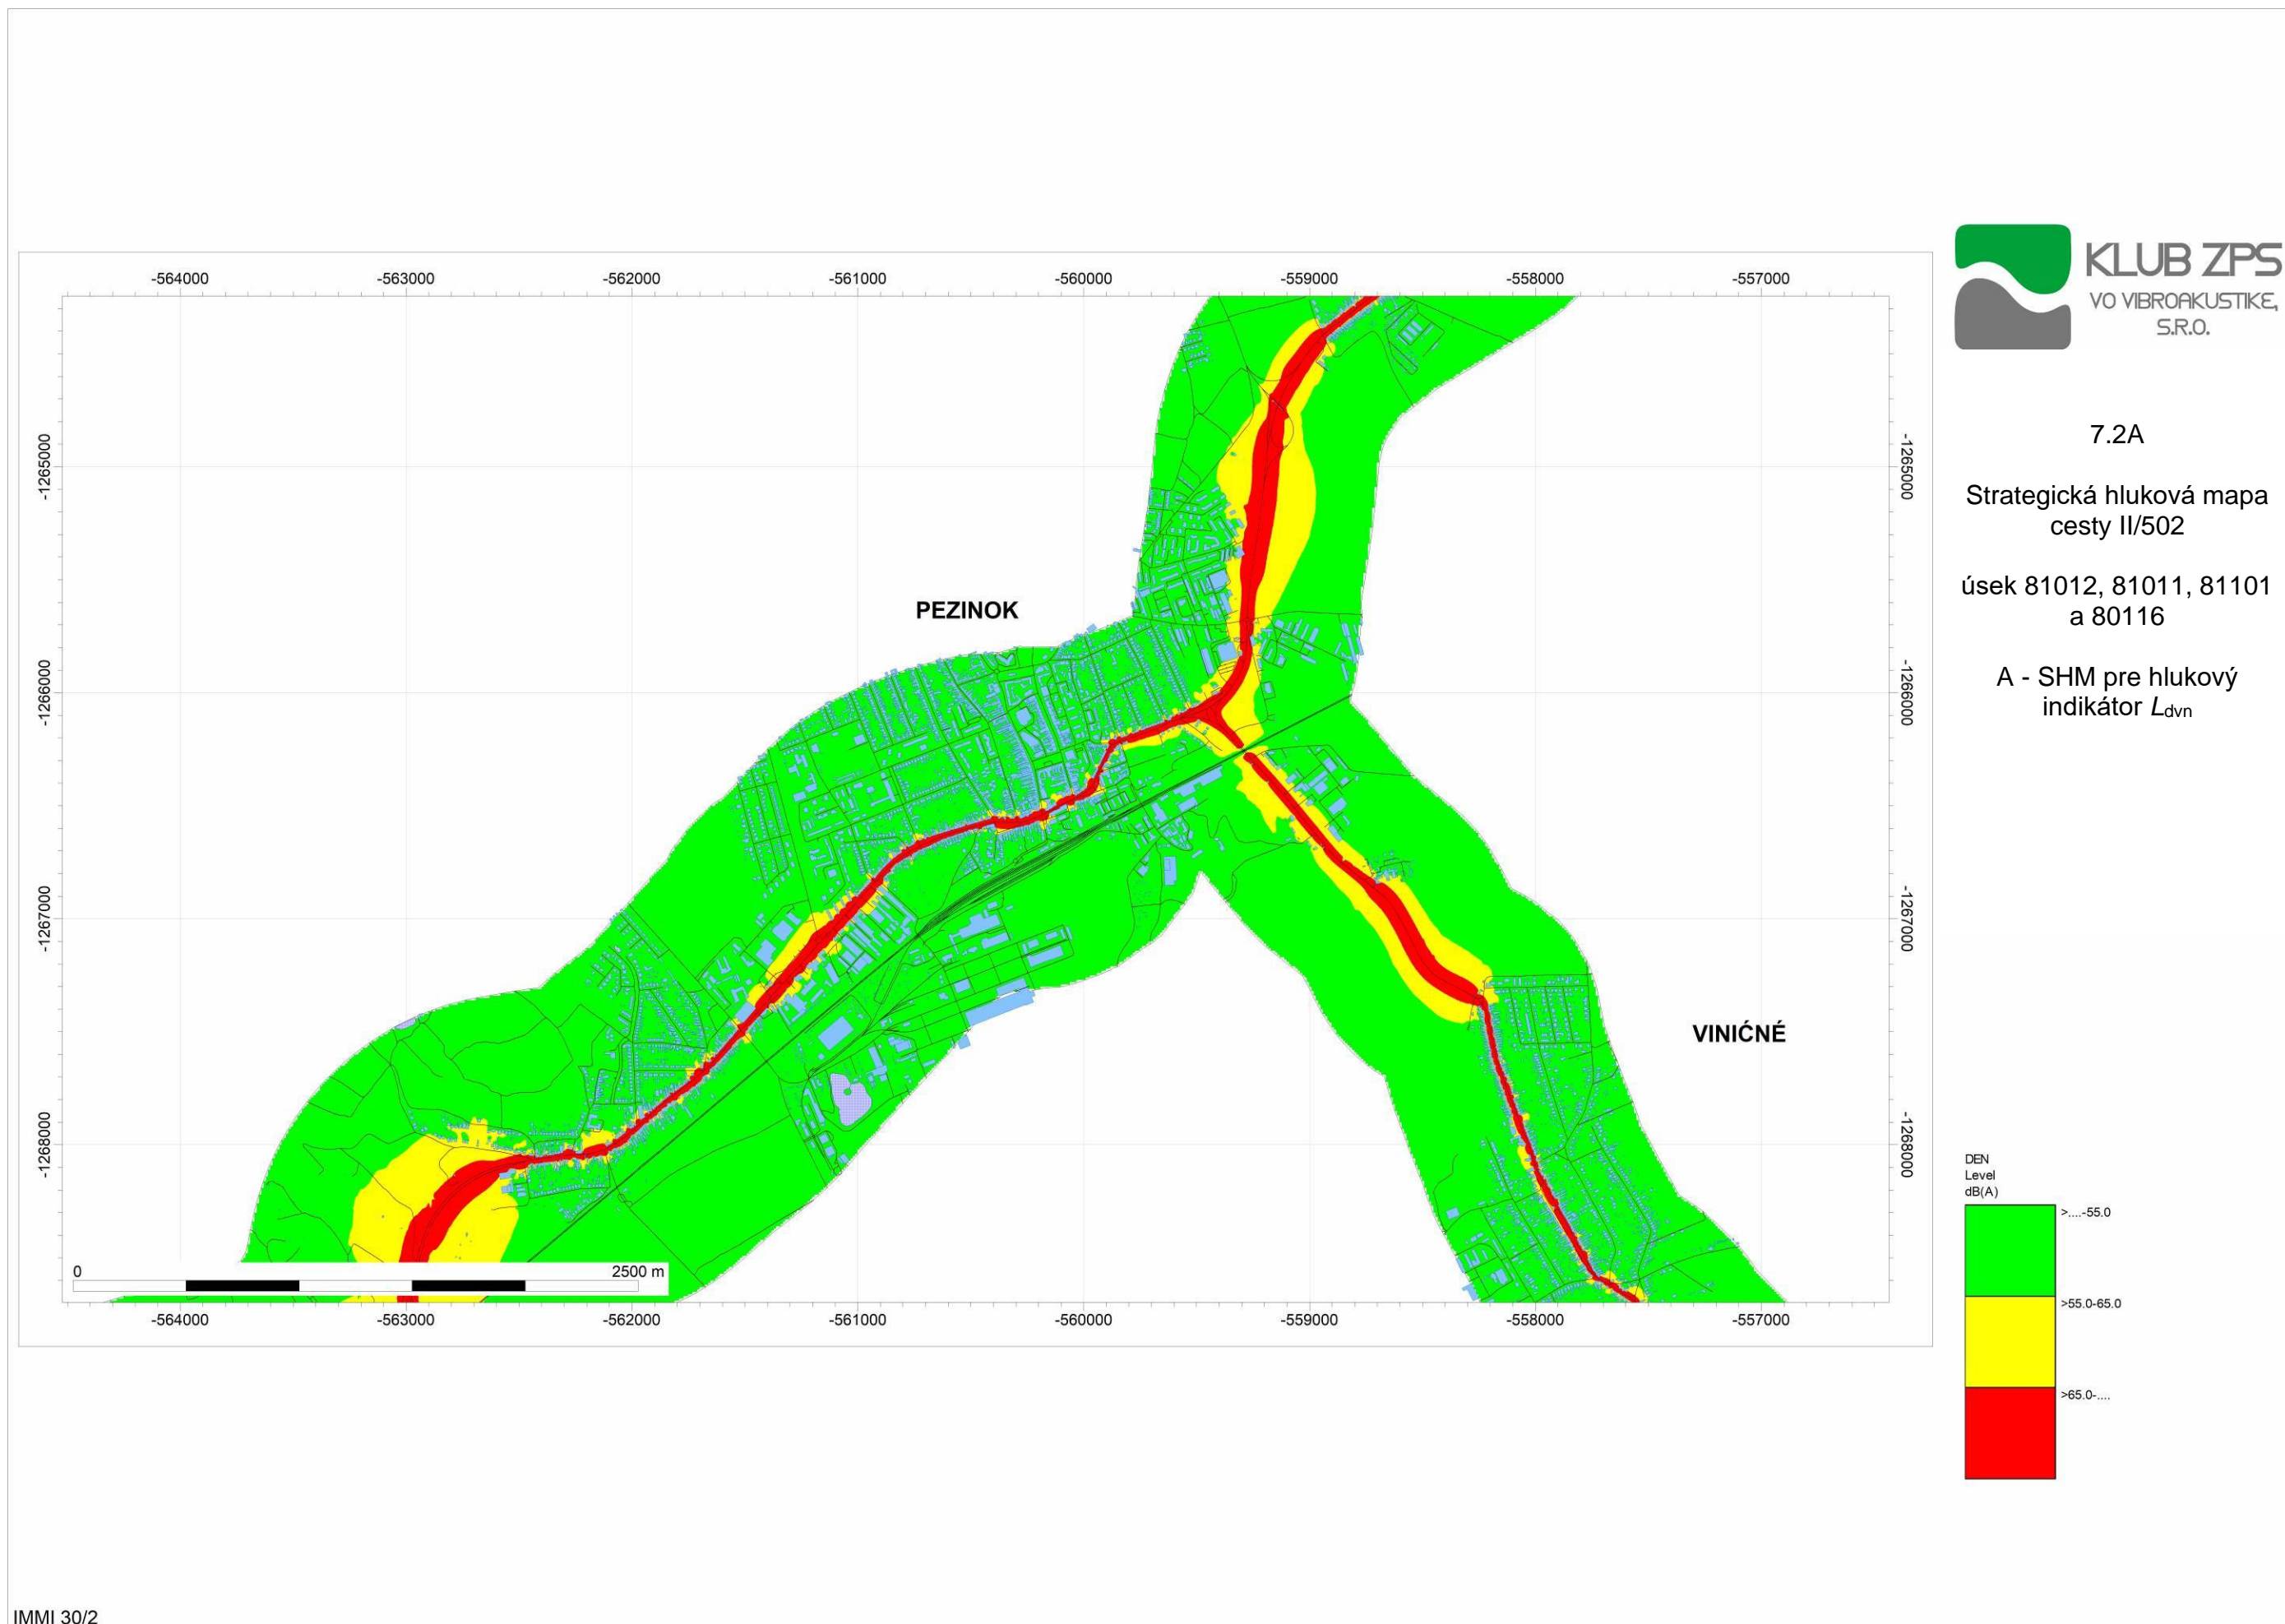 KLUB ZPS
VO VIBROAKUSTIKE,
S.R.O.
7.2A
Strategická hluková mapa
cesty II/502
úsek 81012, 81011, 81101
a 80116
A - SHM pre hlukový
indikátor Ldvn
-564000 -563000 -562000 -561000 -560000 -559000 -558000 -557000
-1265000 -1265000
PEZINOK
-1266000 -1266000
-1267000 -1267000
VINIĆNÉ
-1268000 -1268000
0 2500 m
-564000 -563000 -562000 -561000 -560000 -559000 -558000 -557000
DEN
Level
dB(A)
>....-55.0
>55.0-65.0
>65.0-....
IMMI 30/2